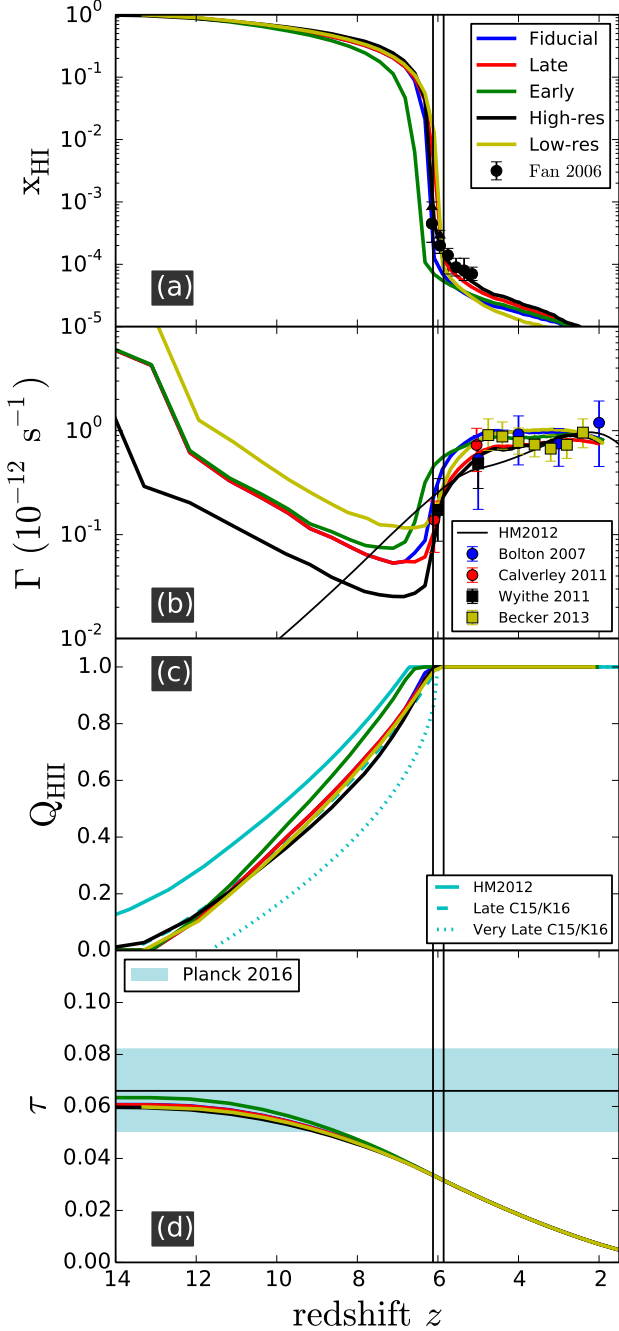 10^0
10^-1
10^-2
10^-3
10^-4
10^-5
x_HI
Fiducial
Late
Early
High-res
Low-res
Fan 2006
(a)
10^0
10^-1
10^-2
Γ (10^-12 s^-1)
HM2012
Bolton 2007
Calverley 2011
Wyithe 2011
Becker 2013
(b)
(c)
1.0
0.8
0.6
0.4
0.2
0.0
Q_HII
HM2012
Late C15/K16
Very Late C15/K16
Planck 2016
0.10
0.08
0.06
0.04
0.02
0.00
τ
(d)
14 12 10 8 6 4 2
redshift z